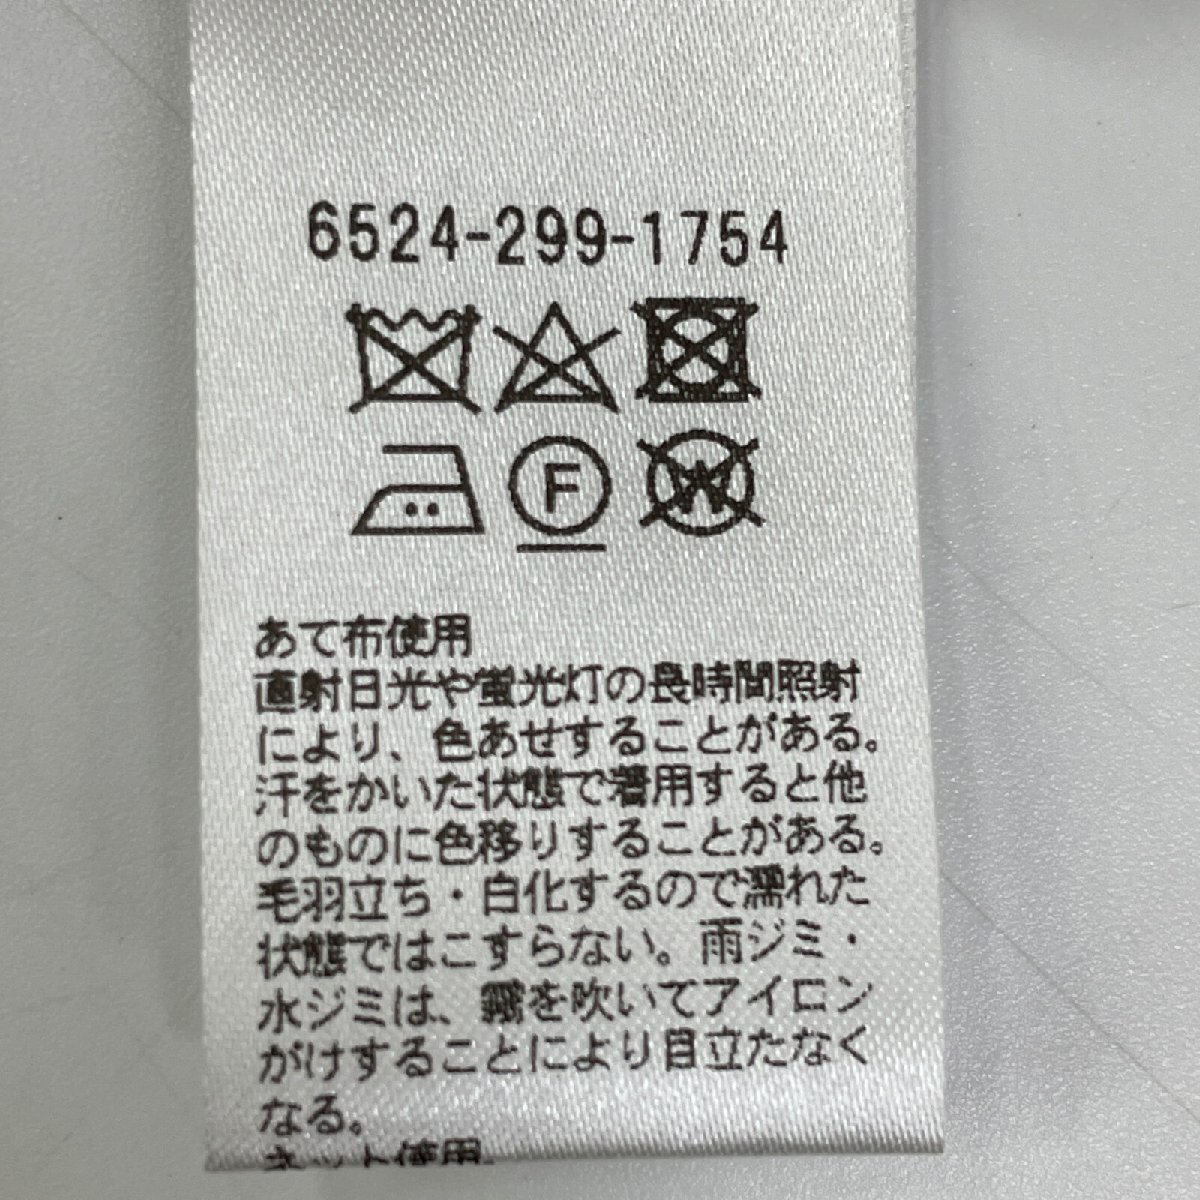 6524-299-1754
F
W
あて布使用
直射日光や蛍光灯の長時間照射
により、色あせすることがある。
汗をかいた状態で着用すると他
のものに色移りすることがある。
毛羽立ち・白化するので濡れた
状態ではこすらない。雨ジミ・
水ジミは、霧を吹いてアイロン
がけすることにより目立たなく
なる。
ネット使用